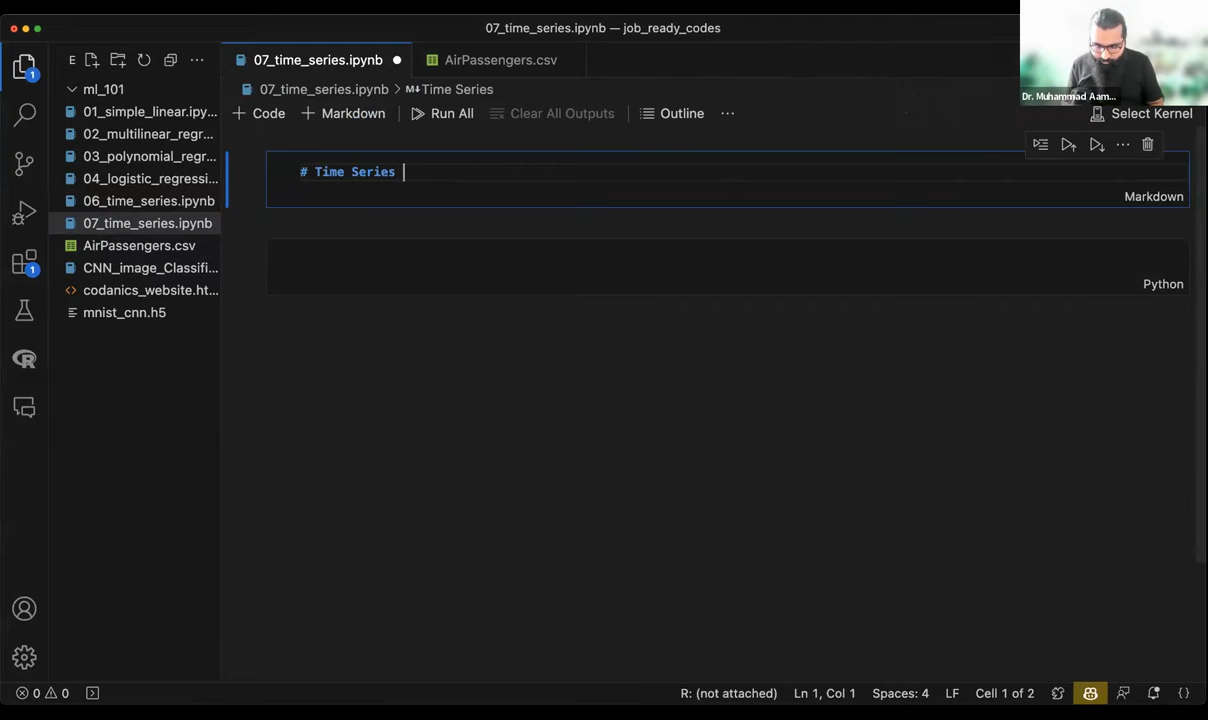 07_time_series.ipynb — job_ready_codes
E
07_time_series.ipynb
AirPassengers.csv
Dr. Muhammad Aam...
1
ml_101
07_time_series.ipynb > M↓ Time Series
01_simple_linear.ipy...
+ Code + Markdown Run All Clear All Outputs Outline ...
Select Kernel
02_multilinear_regr...
03_polynomial_regr...
# Time Series
04_logistic_regressi...
Markdown
06_time_series.ipynb
07_time_series.ipynb
AirPassengers.csv
1
CNN_image_Classifi...
Python
codanics_website.ht...
mnist_cnn.h5
R
0 0
R: (not attached) Ln 1, Col 1 Spaces: 4 LF Cell 1 of 2